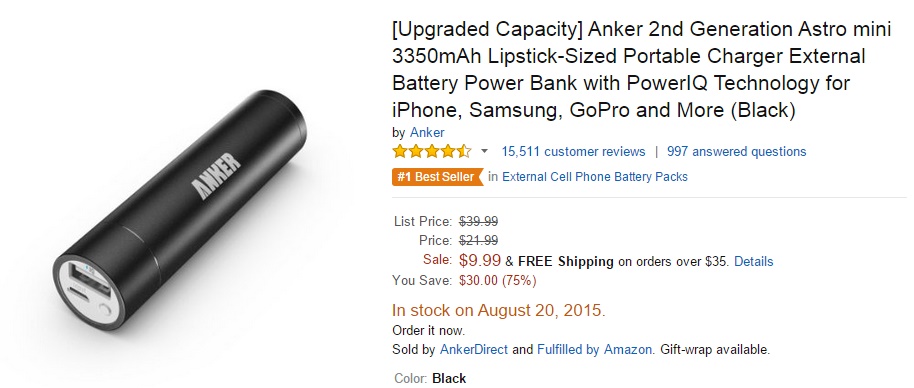 [Upgraded Capacity] Anker 2nd Generation Astro mini
3350mAh Lipstick-Sized Portable Charger External
Battery Power Bank with PowerIQ Technology for
iPhone, Samsung, GoPro and More (Black)
by Anker
15,511 customer reviews | 997 answered questions
#1 Best Seller in External Cell Phone Battery Packs
List Price: $39.99
Price: $21.99
Sale: $9.99 & FREE Shipping on orders over $35. Details
You Save: $30.00 (75%)
In stock on August 20, 2015.
Order it now.
Sold by AnkerDirect and Fulfilled by Amazon. Gift-wrap available.
Color: Black
ANKER